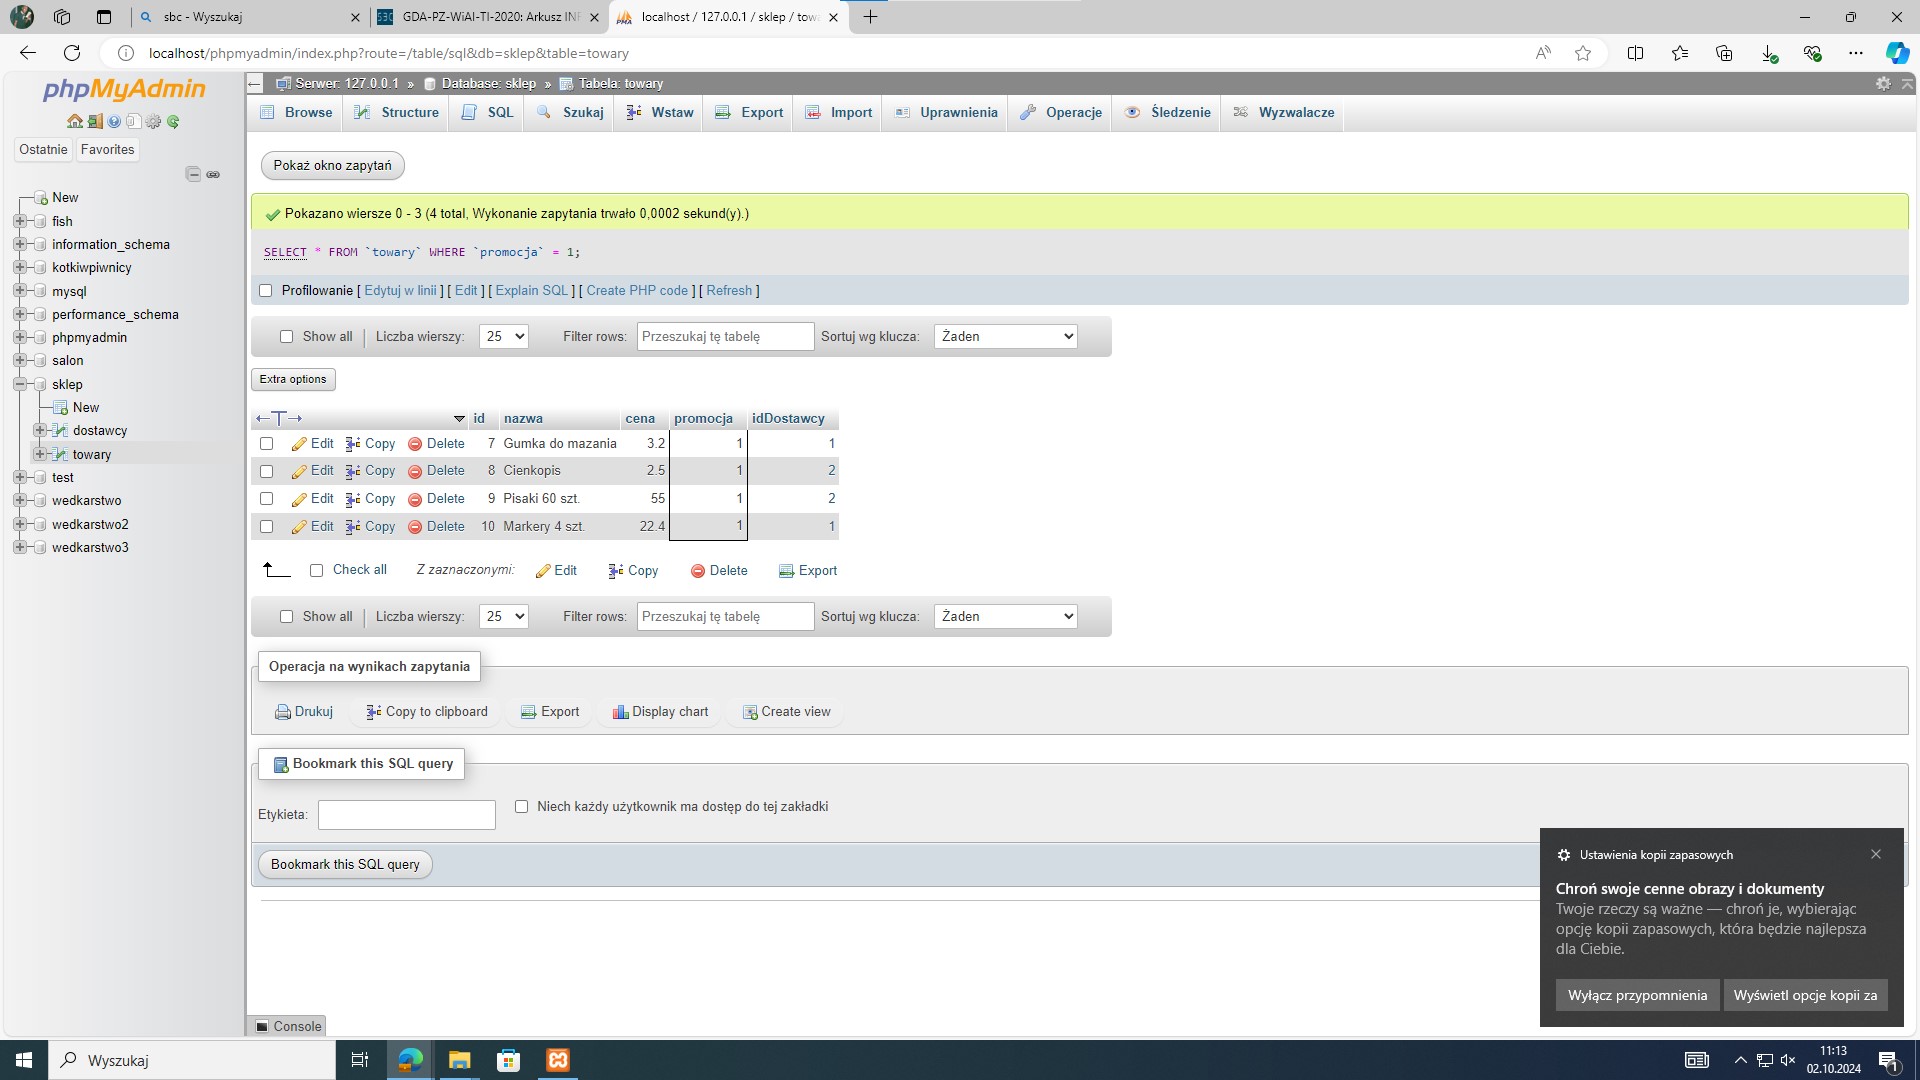 sbc - Wyszukaj
GDA-PZ-WiAI-TI-2020: Arkusz INF
localhost / 127.0.0.1 / sklep / towa
localhost/phpmyadmin/index.php?route=/table/sql&db=sklep&table=towary
phpMyAdmin
Ostatnie Favorites
New
fish
information_schema
kotkiwpiwnicy
mysql
performance_schema
phpmyadmin
salon
sklep
New
dostawcy
towary
test
wedkarstwo
wedkarstwo2
wedkarstwo3
Serwer: 127.0.0.1 » Database: sklep » Tabela: towary
Browse Structure SQL Szukaj Wstaw Export Import Uprawnienia Operacje Śledzenie Wyzwalacze
Pokaż okno zapytań
Pokazano wiersze 0 - 3 (4 total, Wykonanie zapytania trwało 0,0002 sekund(y).)
SELECT * FROM `towary` WHERE `promocja` = 1;
Profilowanie [ Edytuj w linii ] [ Edit ] [ Explain SQL ] [ Create PHP code ] [ Refresh ]
Show all Liczba wierszy: 25 Filter rows: Przeszukaj tę tabelę Sortuj wg klucza: Żaden
Extra options
←T→ id nazwa cena promocja idDostawcy
Edit Copy Delete 7 Gumka do mazania 3.2 1 1
Edit Copy Delete 8 Cienkopis 2.5 1 2
Edit Copy Delete 9 Pisaki 60 szt. 55 1 2
Edit Copy Delete 10 Markery 4 szt. 22.4 1 1
Check all Z zaznaczonymi: Edit Copy Delete Export
Show all Liczba wierszy: 25 Filter rows: Przeszukaj tę tabelę Sortuj wg klucza: Żaden
Operacja na wynikach zapytania
Drukuj Copy to clipboard Export Display chart Create view
Bookmark this SQL query
Etykieta: Niech każdy użytkownik ma dostęp do tej zakładki
Bookmark this SQL query
Console
Ustawienia kopii zapasowych
Chroń swoje cenne obrazy i dokumenty
Twoje rzeczy są ważne — chroń je, wybierając
opcję kopii zapasowych, która będzie najlepsza
dla Ciebie.
Wyłącz przypomnienia Wyświetl opcje kopii za
Wyszukaj
11:13
02.10.2024
1